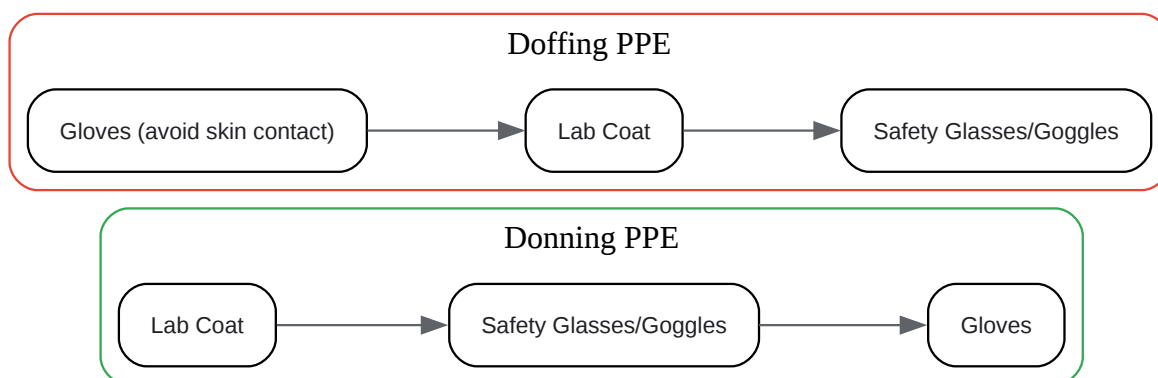 Doffing PPE
Gloves (avoid skin contact)
Lab Coat
Safety Glasses/Goggles
Donning PPE
Lab Coat
Safety Glasses/Goggles
Gloves